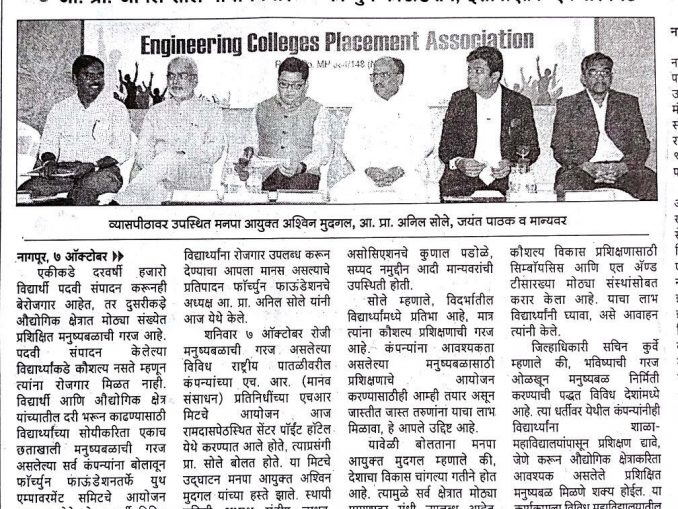 Engineering Colleges Placement Association
व्यासपीठावर उपस्थित मनपा आयुक्त अश्विन मुदगल, आ. प्रा. अनिल सोले, जयंत पाठक व मान्यवर
नागपूर, ७ ऑक्टोबर
एकीकडे दरवर्षी हजारो
विद्यार्थी पदवी संपादन करूनही
बेरोजगार आहेत, तर दुसरीकडे
औद्योगिक क्षेत्रात मोठ्या संख्येत
प्रशिक्षित मनुष्यबळाची गरज आहे.
पदवी संपादन केलेल्या
विद्यार्थ्यांकडे कौशल्य नसते म्हणून
त्यांना रोजगार मिळत नाही.
विद्यार्थी आणि औद्योगिक क्षेत्र
यांच्यातील दरी भरून काढण्यासाठी
विद्यार्थ्यांच्या सोयीकरिता एकाच
छताखाली मनुष्यबळाची गरज
असलेल्या सर्व कंपन्यांना बोलावून
फॉर्च्युन फाऊंडेशनतर्फे युथ
एम्पावरमेंट समिटचे आयोजन
विद्यार्थ्यांना रोजगार उपलब्ध करून
देण्याचा आपला मानस असल्याचे
प्रतिपादन फॉर्च्युन फाऊंडेशनचे
अध्यक्ष आ. प्रा. अनिल सोले यांनी
आज येथे केले.
शनिवार ७ ऑक्टोबर रोजी
मनुष्यबळाची गरज असलेल्या
विविध राष्ट्रीय पातळीवरील
कंपन्यांच्या एच. आर. (मानव
संसाधन) प्रतिनिधींच्या एचआर
मिटचे आयोजन आज
रामदासपेठस्थित सेंटर पॉईंट हॉटेल
येथे करण्यात आले होते, त्याप्रसंगी
प्रा. सोले बोलत होते. या मिटचे
उद्घाटन मनपा आयुक्त अश्विन
मुदगल यांच्या हस्ते झाले. स्थायी
असोसिएशनचे कुणाल पडोळे,
सय्यद नमुद्दीन आदी मान्यवरांची
उपस्थिती होती.
सोले म्हणाले, विदर्भातील
विद्यार्थ्यांमध्ये प्रतिभा आहे, मात्र
त्यांना कौशल्य प्रशिक्षणाची गरज
आहे. कंपन्यांना आवश्यकता
असलेल्या मनुष्यबळासाठी
प्रशिक्षणाचे आयोजन
करण्यासाठीही आम्ही तयार असून
जास्तीत जास्त तरुणांना याचा लाभ
मिळावा, हे आपले उद्दिष्ट आहे.
यावेळी बोलताना मनपा
आयुक्त मुदगल म्हणाले की,
देशाचा विकास चांगल्या गतीने होत
आहे. त्यामुळे सर्व क्षेत्रात मोठ्या
कौशल्य विकास प्रशिक्षणासाठी
सिम्बॉयसिस आणि एल अ‍ॅण्ड
टीसारख्या मोठ्या संस्थांसोबत
करार केला आहे. याचा लाभ
विद्यार्थ्यांनी घ्यावा, असे आवाहन
त्यांनी केले.
जिल्हाधिकारी सचिन कुर्वे
म्हणाले की, भविष्याची गरज
ओळखून मनुष्यबळ निर्मिती
करण्याची पद्धत विविध देशांमध्ये
आहे. त्या धर्तीवर येथील कंपन्यांनीही
विद्यार्थ्यांना शाळा-
महाविद्यालयांपासून प्रशिक्षण द्यावे,
जेणे करून औद्योगिक क्षेत्राकरिता
आवश्यक असलेले प्रशिक्षित
मनुष्यबळ मिळणे शक्य होईल. या